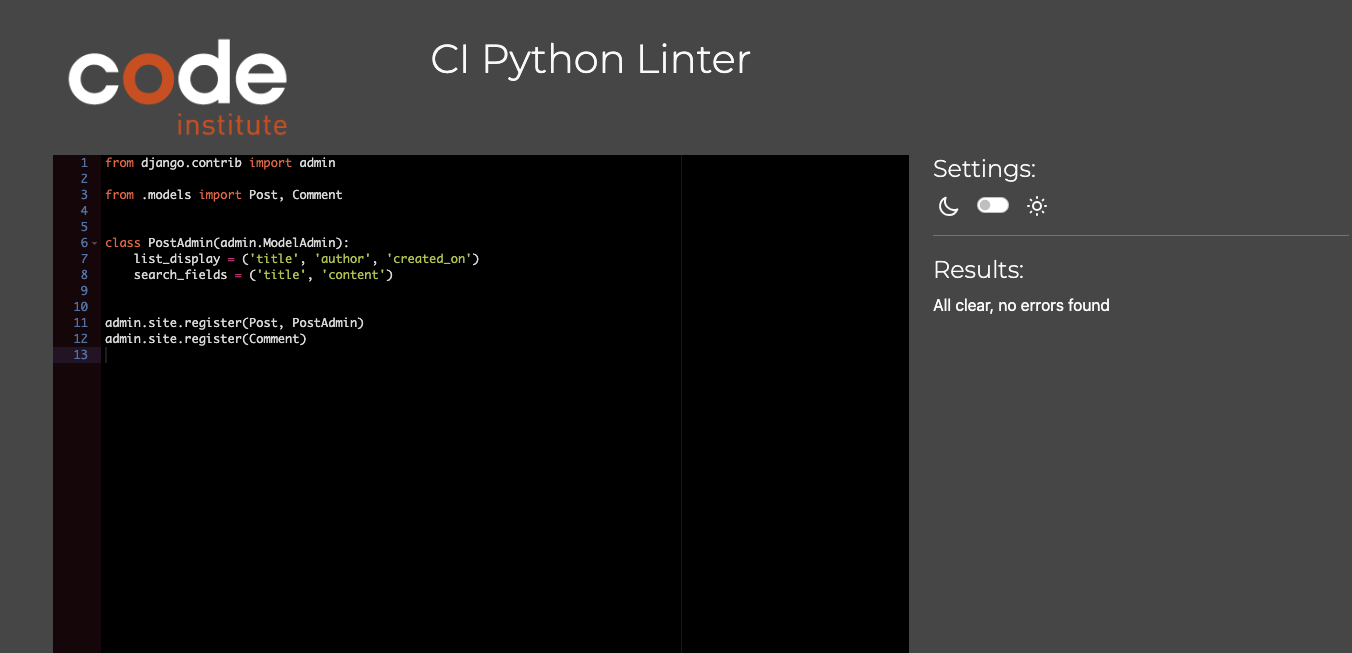 code
institute
CI Python Linter
1 from django.contrib import admin
2
3 from .models import Post, Comment
4
5
6 class PostAdmin(admin.ModelAdmin):
7     list_display = ('title', 'author', 'created_on')
8     search_fields = ('title', 'content')
9
10
11 admin.site.register(Post, PostAdmin)
12 admin.site.register(Comment)
13
Settings:
Results:
All clear, no errors found